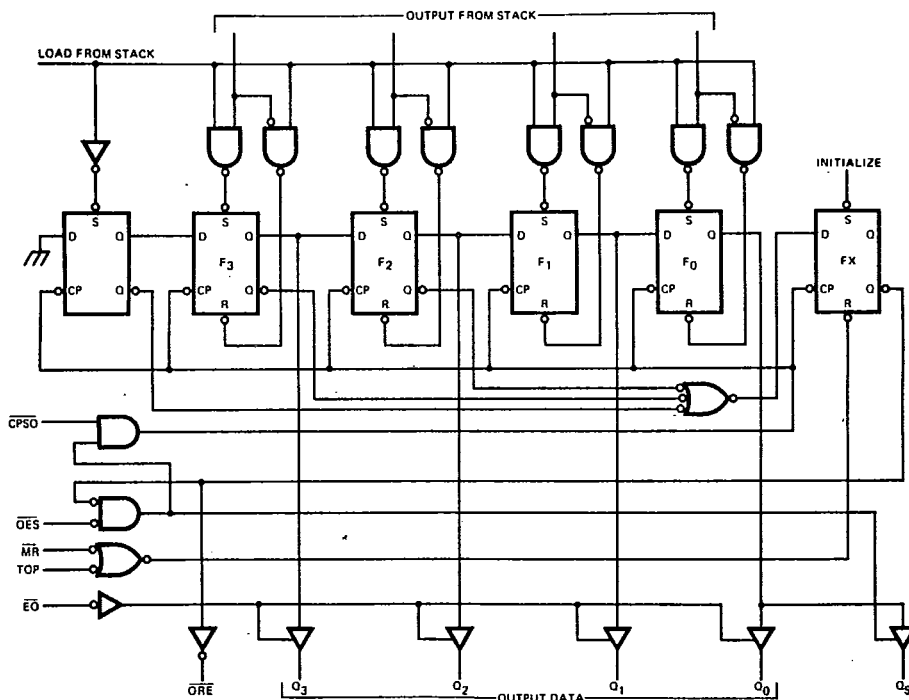 OUTPUT FROM STACK
LOAD FROM STACK
INITIALIZE
S S S S S S
D Q D Q D Q D Q D Q D Q
F3 F2 F1 F0 FX
CP Q CP Q CP Q CP CP CP Q
R R R R R
CPSO
OES
MR
TOP
EO
ORE Q3 Q2 Q1 Q0 QS
OUTPUT DATA